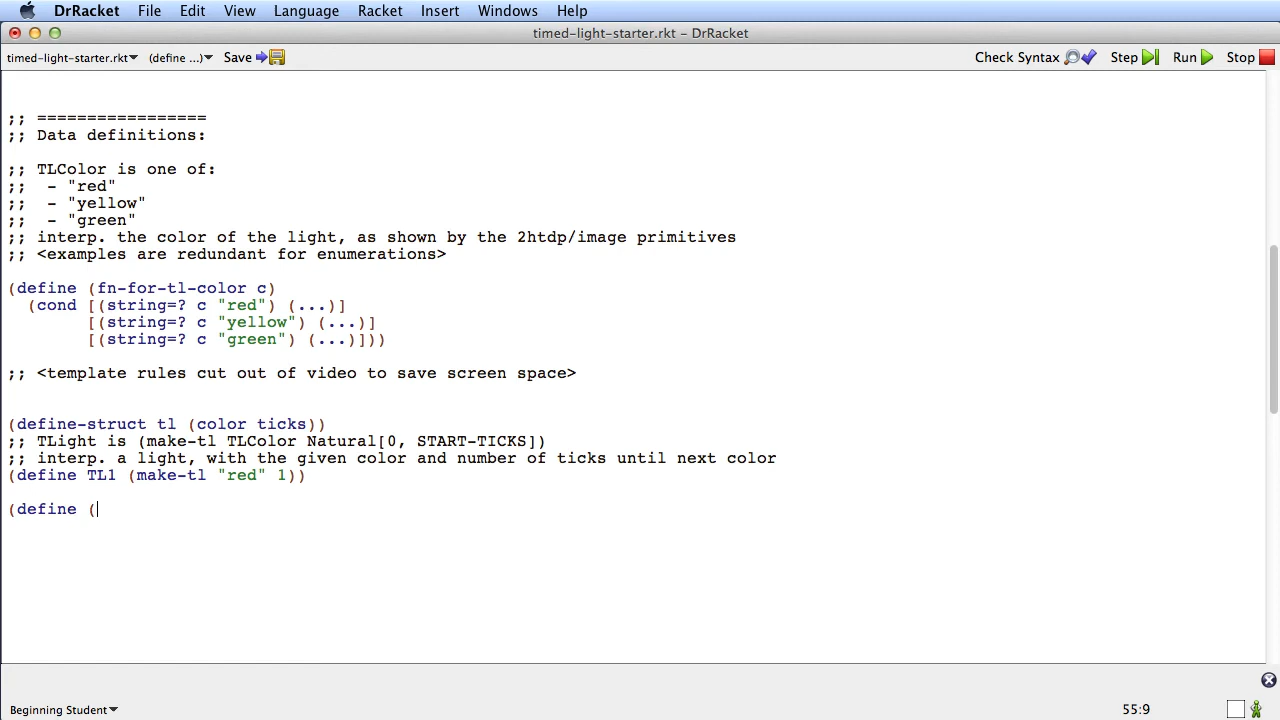 DrRacket File Edit View Language Racket Insert Windows Help
timed-light-starter.rkt – DrRacket
timed-light-starter.rkt (define ...) Save Check Syntax Step Run Stop
;; =================
;; Data definitions:
;; TLColor is one of:
;;  - "red"
;;  - "yellow"
;;  - "green"
;; interp. the color of the light, as shown by the 2htdp/image primitives
;; <examples are redundant for enumerations>
(define (fn-for-tl-color c)
  (cond [(string=? c "red") (...)]
        [(string=? c "yellow") (...)]
        [(string=? c "green") (...)]))
;; <template rules cut out of video to save screen space>
(define-struct tl (color ticks))
;; TLight is (make-tl TLColor Natural[0, START-TICKS])
;; interp. a light, with the given color and number of ticks until next color
(define TL1 (make-tl "red" 1))
(define (
Beginning Student 55:9